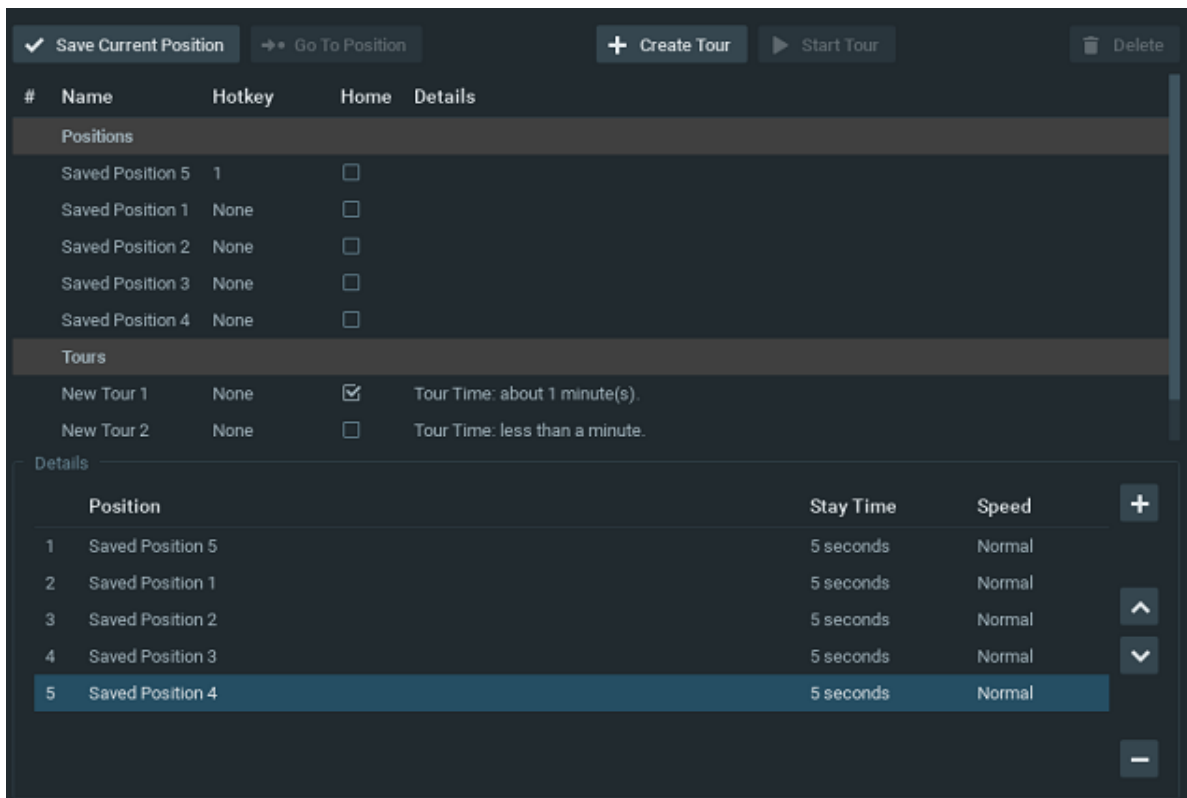 Save Current Position Go To Position Create Tour Start Tour Delete
# Name Hotkey Home Details
Positions
Saved Position 5 1
Saved Position 1 None
Saved Position 2 None
Saved Position 3 None
Saved Position 4 None
Tours
New Tour 1 None Tour Time: about 1 minute(s).
New Tour 2 None Tour Time: less than a minute.
Details
Position Stay Time Speed
1 Saved Position 5 5 seconds Normal
2 Saved Position 1 5 seconds Normal
3 Saved Position 2 5 seconds Normal
4 Saved Position 3 5 seconds Normal
5 Saved Position 4 5 seconds Normal